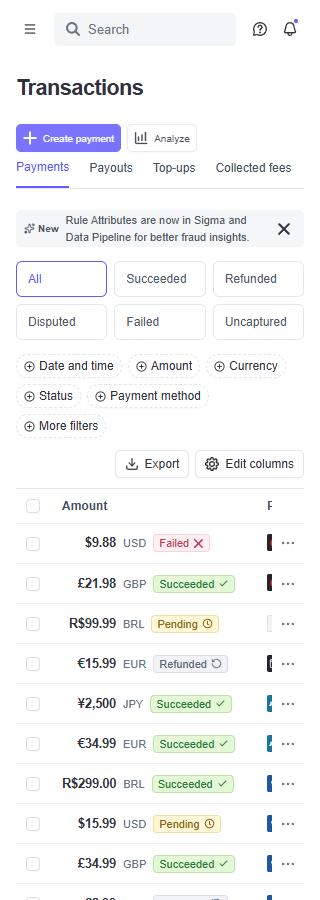 Search
Transactions
Create payment
Analyze
Payments
Payouts
Top-ups
Collected fees
New
Rule Attributes are now in Sigma and
Data Pipeline for better fraud insights.
All
Succeeded
Refunded
Disputed
Failed
Uncaptured
Date and time
Amount
Currency
Status
Payment method
More filters
Export
Edit columns
Amount
$9.88 USD Failed
£21.98 GBP Succeeded
R$99.99 BRL Pending
€15.99 EUR Refunded
¥2,500 JPY Succeeded
€34.99 EUR Succeeded
R$299.00 BRL Succeeded
$15.99 USD Pending
£34.99 GBP Succeeded